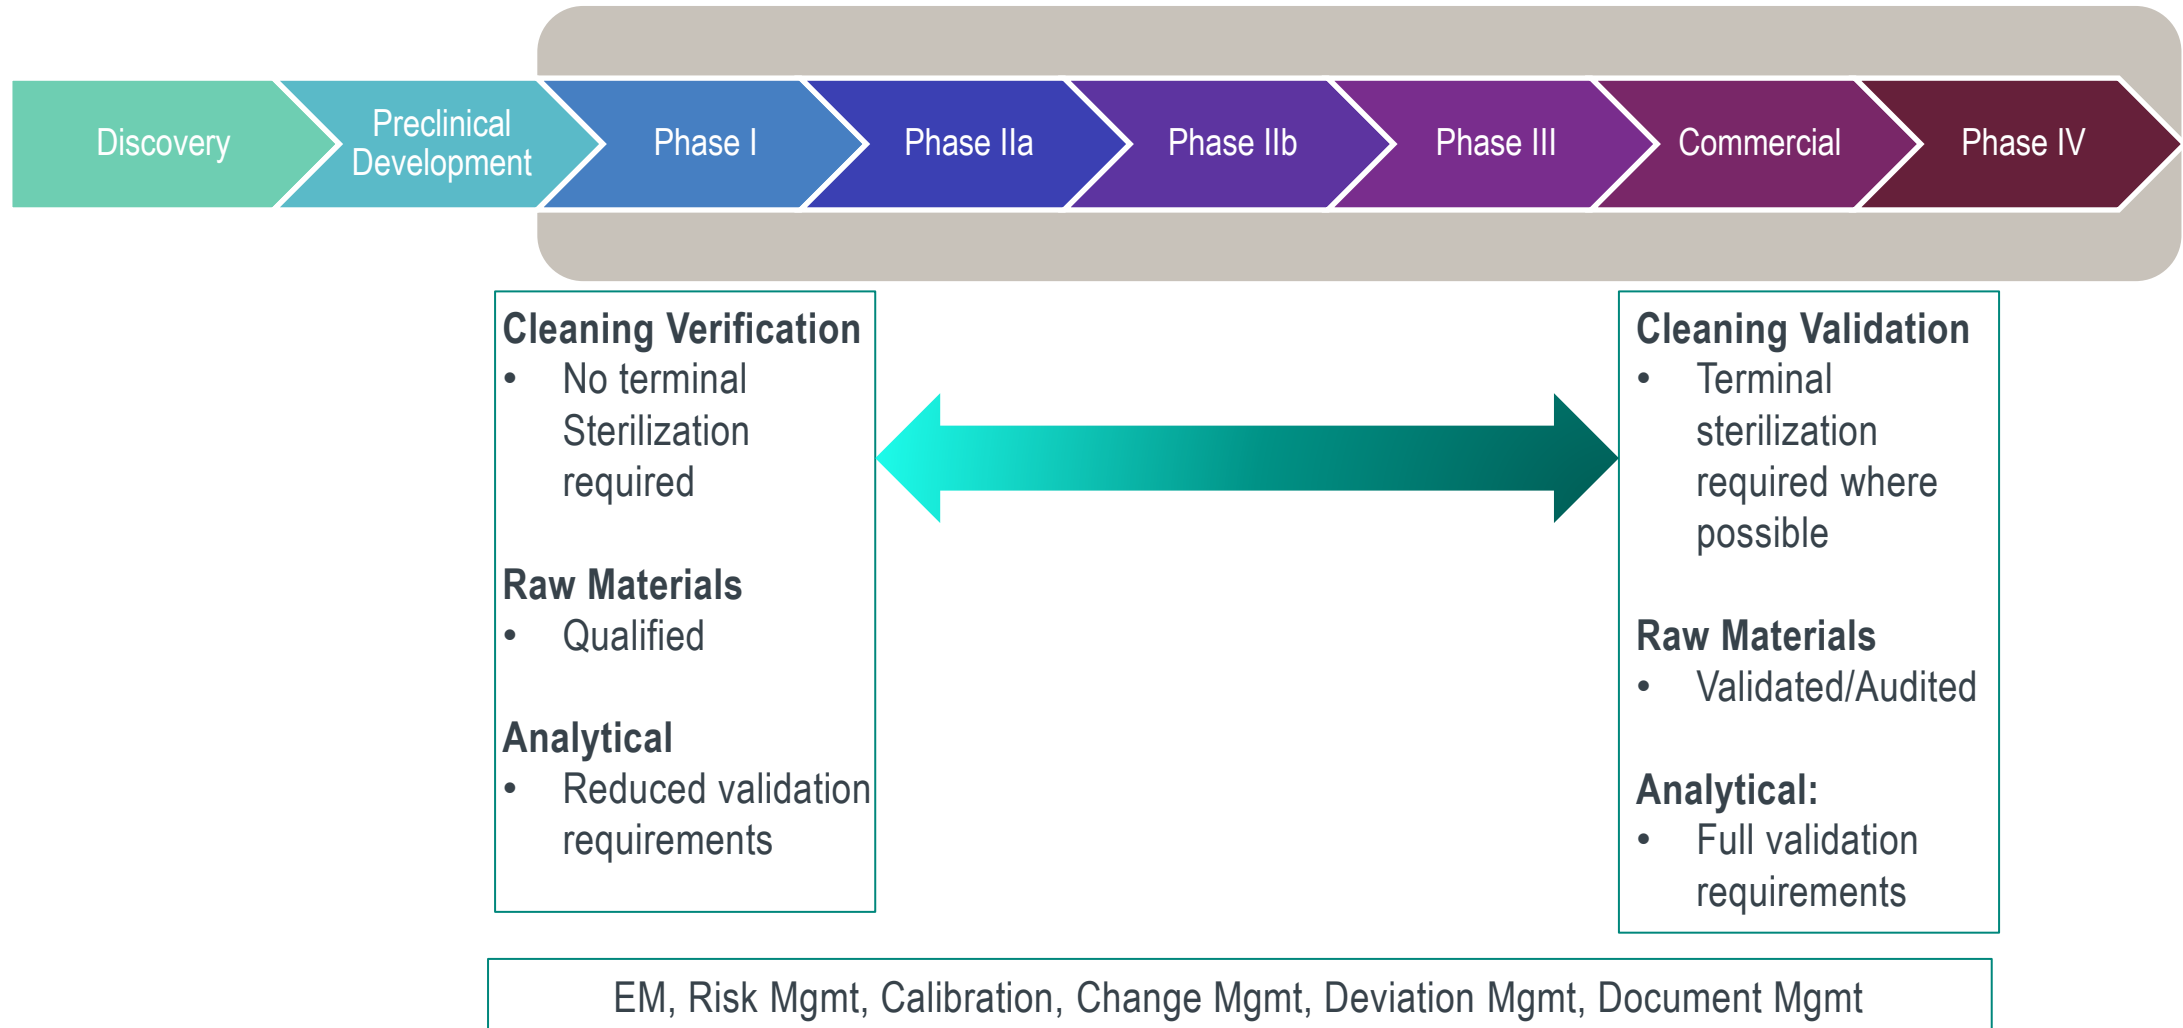 Discovery
Preclinical
Development
Phase I
Phase IIa
Phase IIb
Phase III
Commercial
Phase IV
Cleaning Verification
• No terminal
Sterilization
required
Raw Materials
• Qualified
Analytical
• Reduced validation
requirements
Cleaning Validation
• Terminal
sterilization
required where
possible
Raw Materials
• Validated/Audited
Analytical:
• Full validation
requirements
EM, Risk Mgmt, Calibration, Change Mgmt, Deviation Mgmt, Document Mgmt